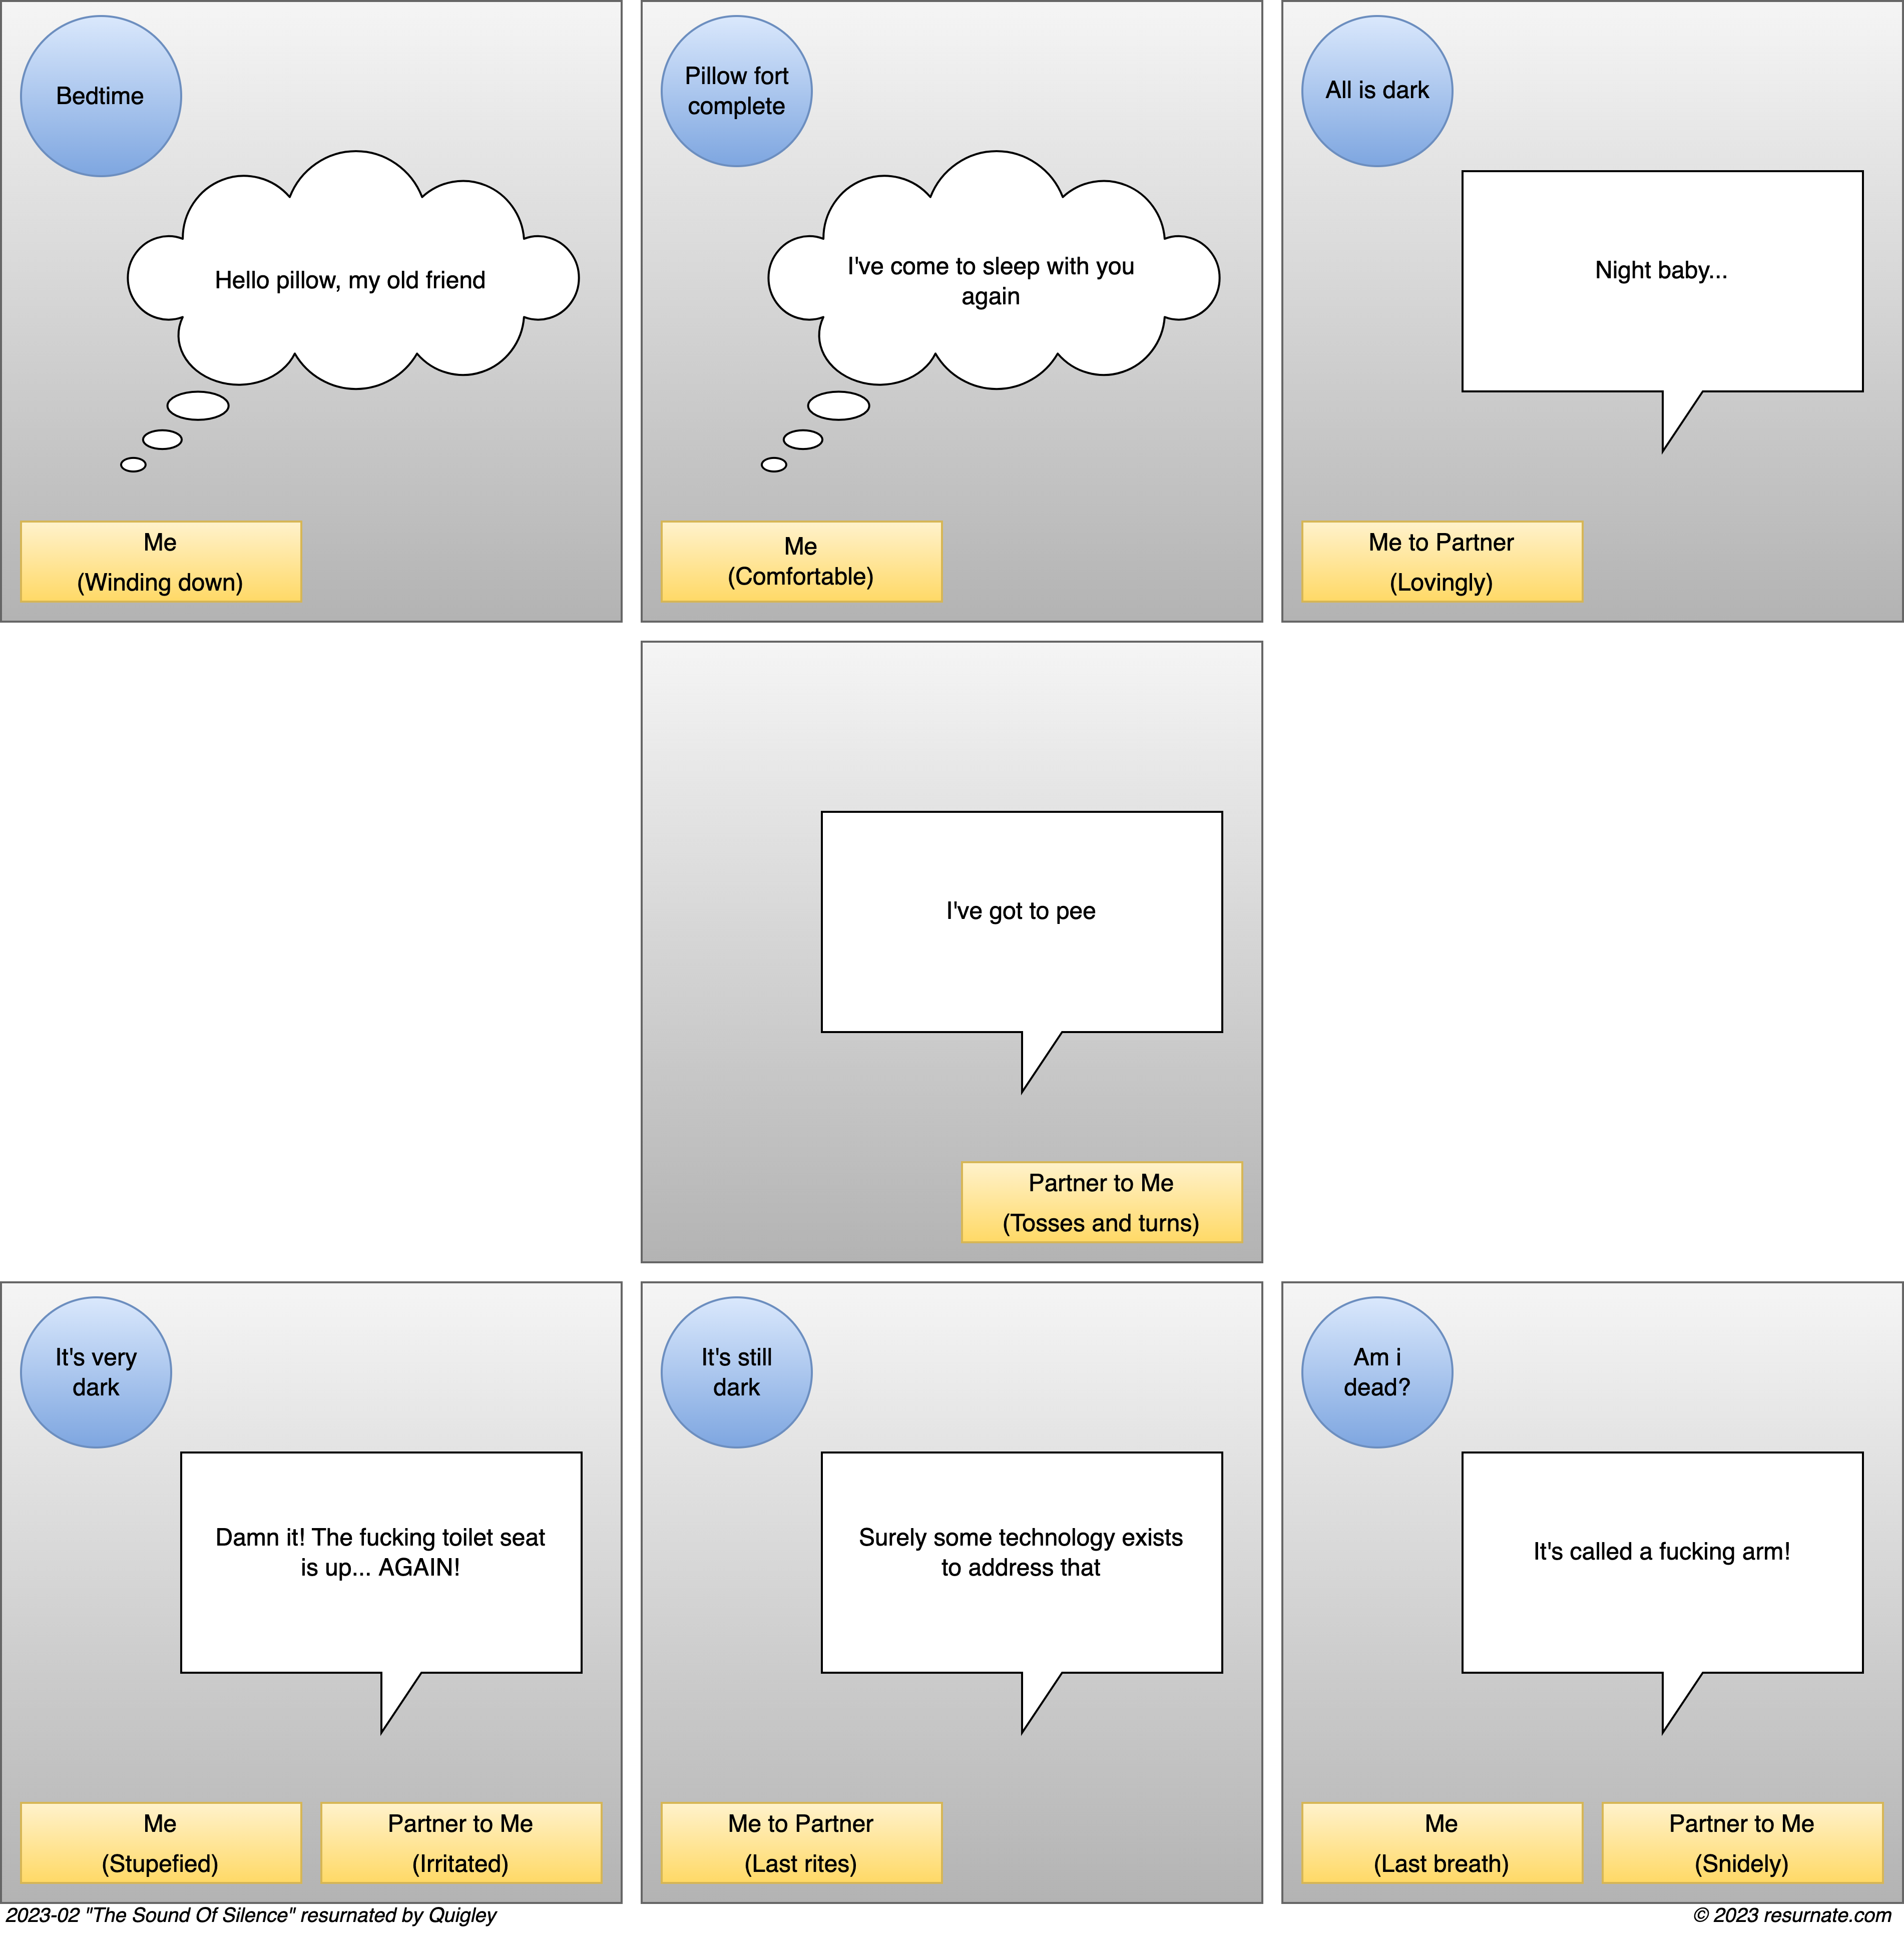 Bedtime
Hello pillow, my old friend
Me
(Winding down)
Pillow fort
complete
I've come to sleep with you
again
Me
(Comfortable)
All is dark
Night baby...
Me to Partner
(Lovingly)
I've got to pee
Partner to Me
(Tosses and turns)
It's very
dark
Damn it! The fucking toilet seat
is up... AGAIN!
Me
(Stupefied)
Partner to Me
(Irritated)
It's still
dark
Surely some technology exists
to address that
Me to Partner
(Last rites)
Am i
dead?
It's called a fucking arm!
Me
(Last breath)
Partner to Me
(Snidely)
2023-02 "The Sound Of Silence" resurnated by Quigley
© 2023 resurnate.com